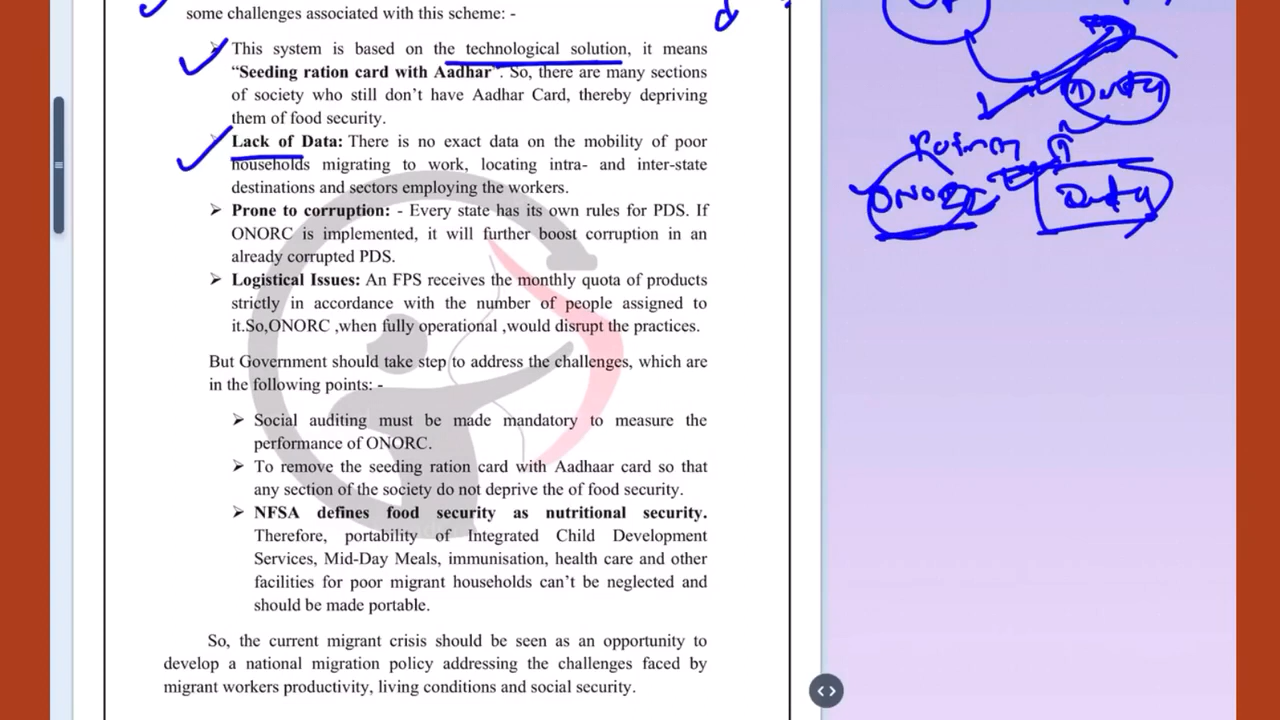 some challenges associated with this scheme: -
➢ This system is based on the technological solution, it means
“Seeding ration card with Aadhar”. So, there are many sections
of society who still don’t have Aadhar Card, thereby depriving
them of food security.
➢ Lack of Data: There is no exact data on the mobility of poor
households migrating to work, locating intra- and inter-state
destinations and sectors employing the workers.
➢ Prone to corruption: - Every state has its own rules for PDS. If
ONORC is implemented, it will further boost corruption in an
already corrupted PDS.
➢ Logistical Issues: An FPS receives the monthly quota of products
strictly in accordance with the number of people assigned to
it.So,ONORC ,when fully operational ,would disrupt the practices.
But Government should take step to address the challenges, which are
in the following points: -
➢ Social auditing must be made mandatory to measure the
performance of ONORC.
➢ To remove the seeding ration card with Aadhaar card so that
any section of the society do not deprive the of food security.
➢ NFSA defines food security as nutritional security.
Therefore, portability of Integrated Child Development
Services, Mid-Day Meals, immunisation, health care and other
facilities for poor migrant households can’t be neglected and
should be made portable.
So, the current migrant crisis should be seen as an opportunity to
develop a national migration policy addressing the challenges faced by
migrant workers productivity, living conditions and social security.
ONORC